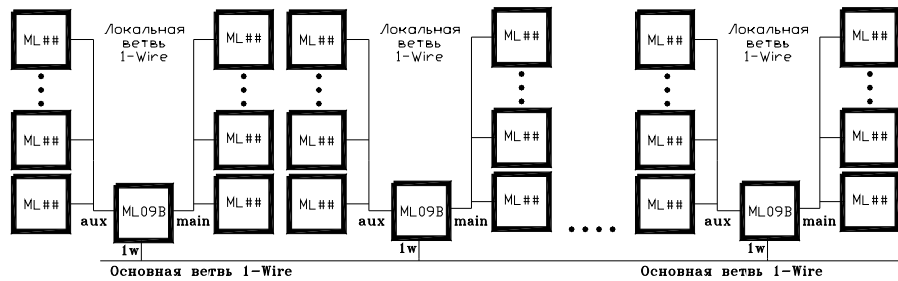 ML## Локальная ML## ML## Локальная ML## ML## Локальная ML##
ветвь ветвь ветвь
1-Wire 1-Wire 1-Wire
ML## ML## ML## ML## ML## ML##
ML## ML09B ML## ML## ML09B ML## ML## ML09B ML##
aux main aux main aux main
1w 1w 1w
Основная ветвь 1-Wire Основная ветвь 1-Wire